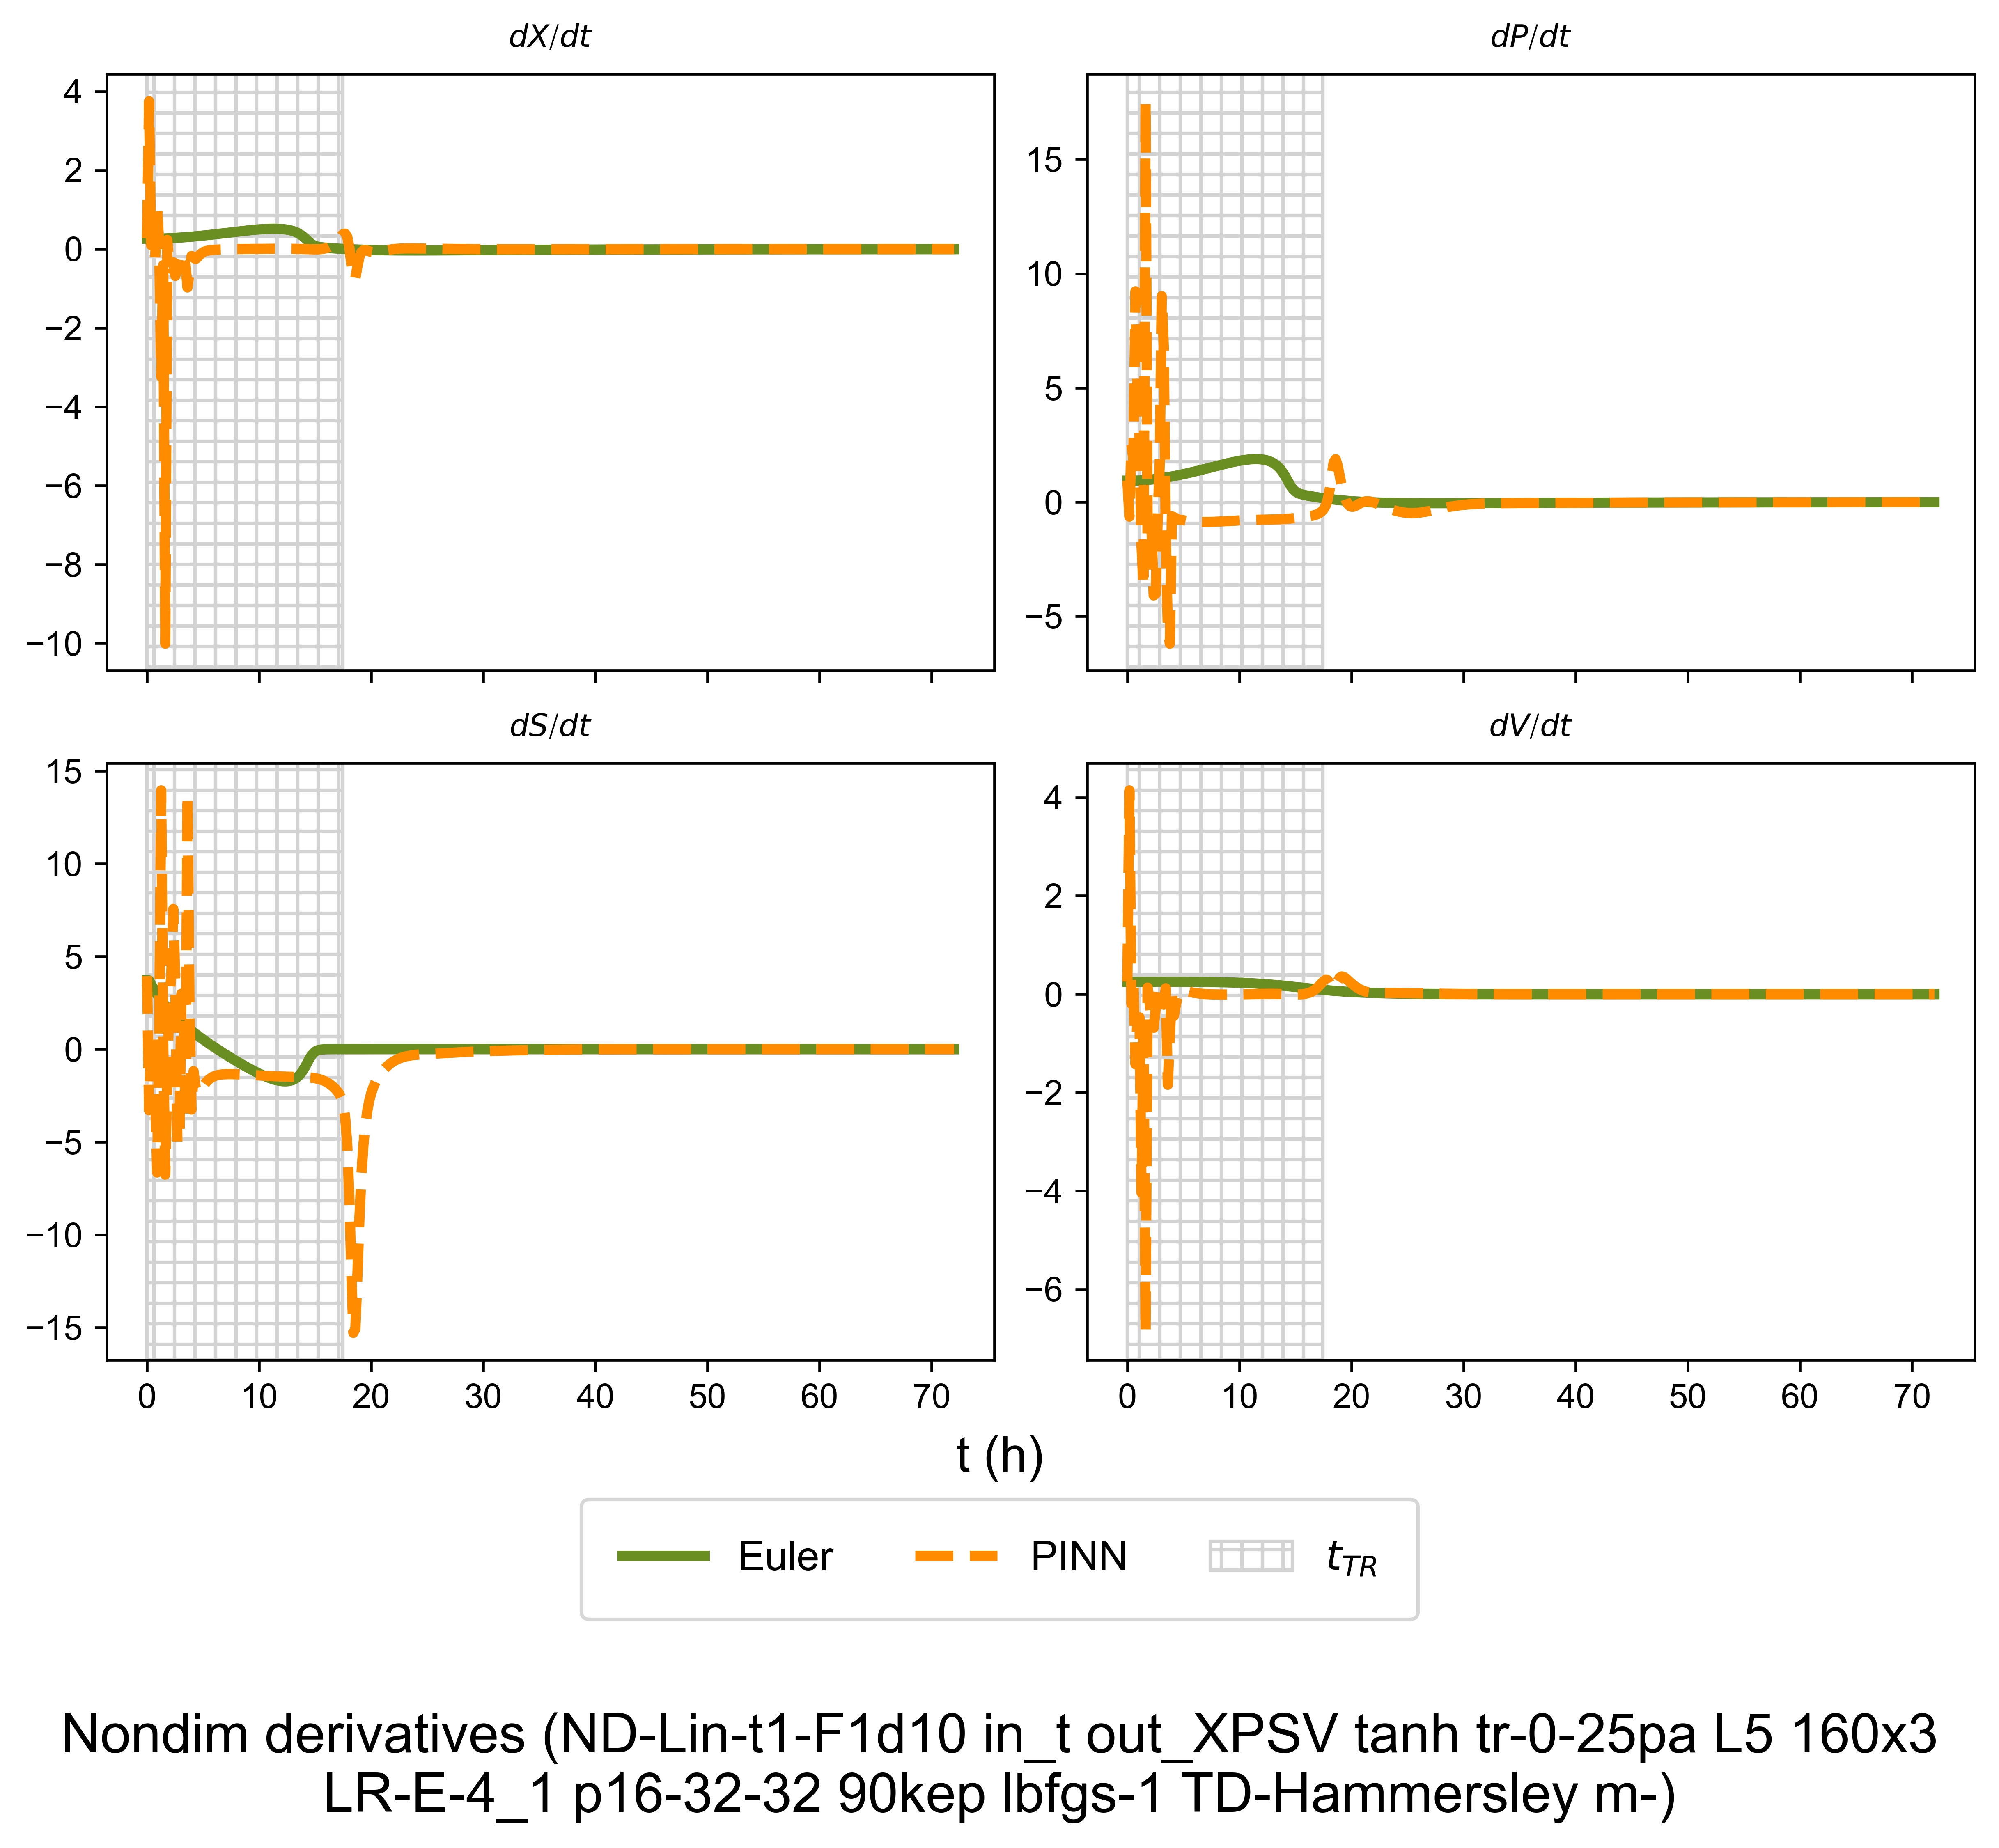 dX/dt
dP/dt
4
2
0
−2
−4
−6
−8
−10
15
10
5
0
−5
dS/dt
dV/dt
15
10
5
0
−5
−10
−15
0 10 20 30 40 50 60 70
4
2
0
−2
−4
−6
0 10 20 30 40 50 60 70
t (h)
Euler PINN t_TR
Nondim derivatives (ND-Lin-t1-F1d10 in_t out_XPSV tanh tr-0-25pa L5 160x3
LR-E-4_1 p16-32-32 90kep lbfgs-1 TD-Hammersley m-)